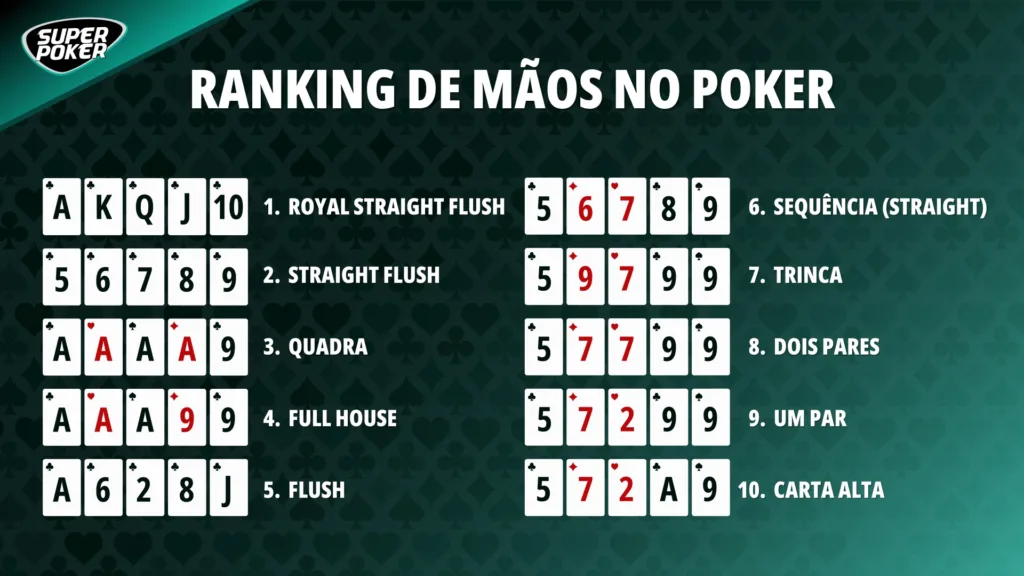 SUPER
POKER
RANKING DE MÃOS NO POKER
A K Q J 10 1. ROYAL STRAIGHT FLUSH
5 6 7 8 9 2. STRAIGHT FLUSH
A A A A 9 3. QUADRA
A A A 9 9 4. FULL HOUSE
A 6 2 8 J 5. FLUSH
5 6 7 8 9 6. SEQUÊNCIA (STRAIGHT)
5 9 7 9 9 7. TRINCA
5 7 7 9 9 8. DOIS PARES
5 7 2 9 9 9. UM PAR
5 7 2 A 9 10. CARTA ALTA